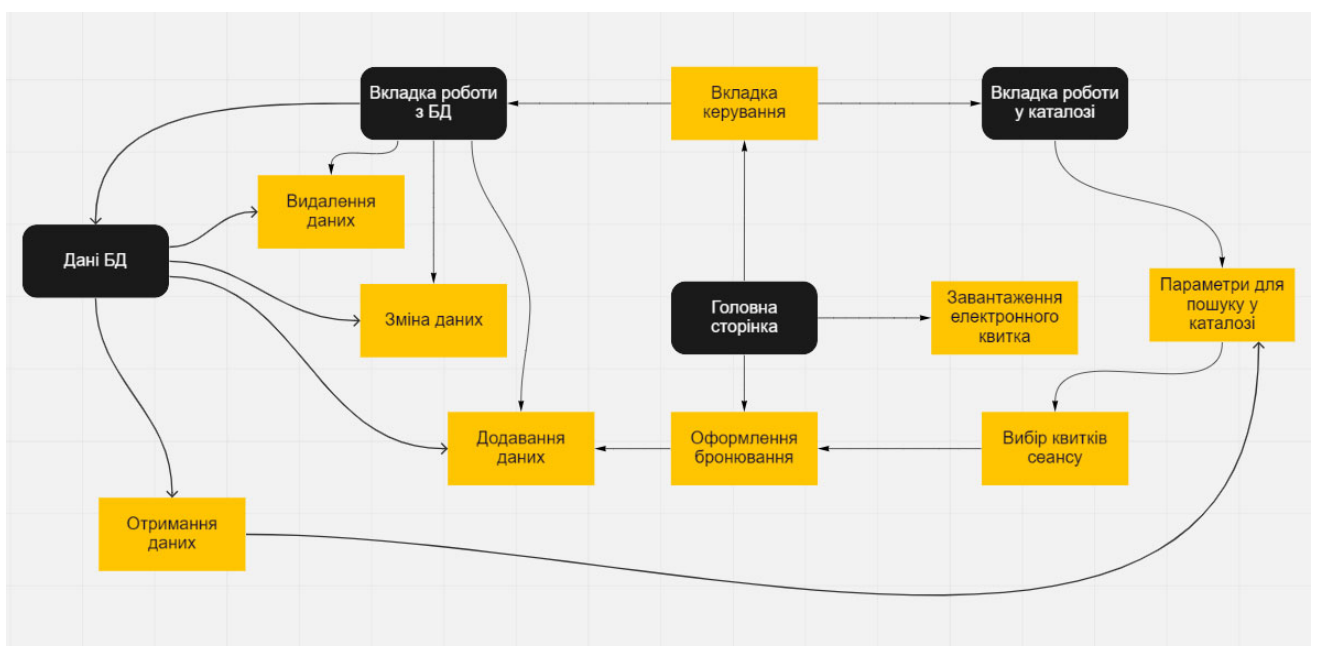 Вкладка роботи
з БД
Вкладка
керування
Вкладка роботи
у каталозі
Видалення
даних
Дані БД
Зміна даних
Головна
сторінка
Завантаження
електронного
квитка
Параметри для
пошуку у
каталозі
Додавання
даних
Оформлення
бронювання
Вибір квитків
сеансу
Отримання
даних